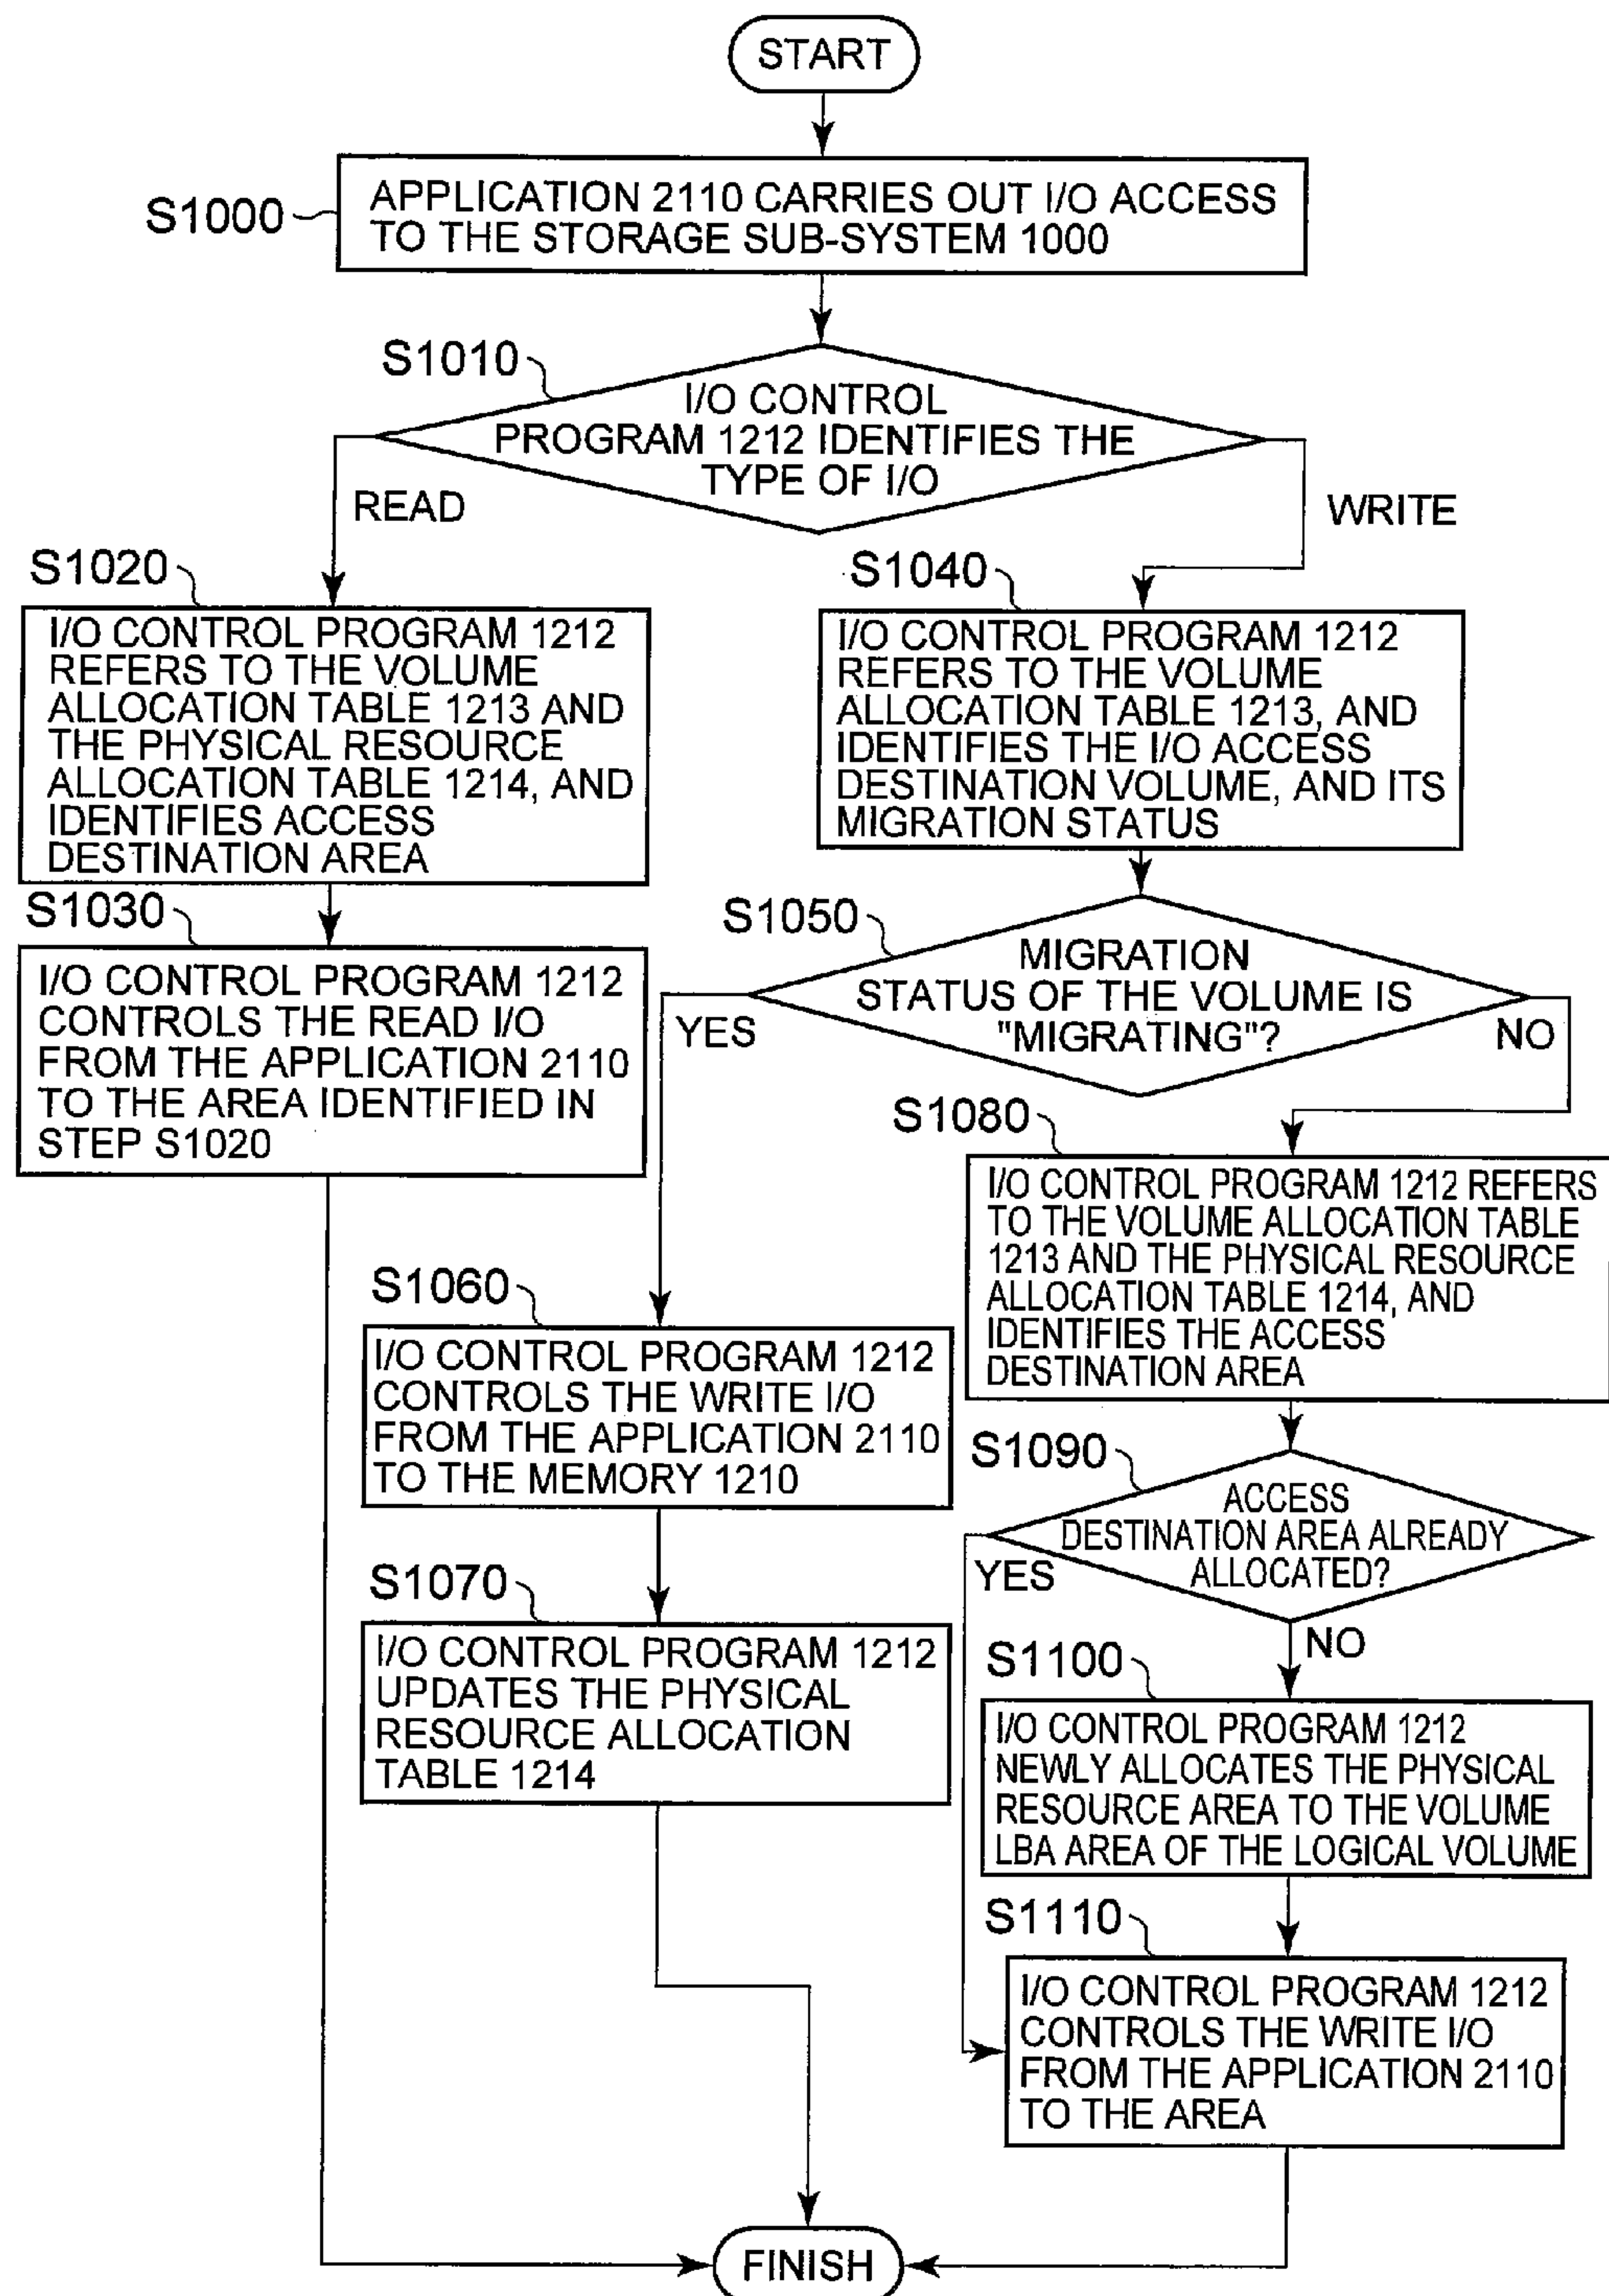 START
S1000
APPLICATION 2110 CARRIES OUT I/O ACCESS
TO THE STORAGE SUB-SYSTEM 1000
S1010
I/O CONTROL
PROGRAM 1212 IDENTIFIES THE
TYPE OF I/O
READ
WRITE
S1020
I/O CONTROL PROGRAM 1212
REFERS TO THE VOLUME
ALLOCATION TABLE 1213 AND
THE PHYSICAL RESOURCE
ALLOCATION TABLE 1214, AND
IDENTIFIES ACCESS
DESTINATION AREA
S1040
I/O CONTROL PROGRAM 1212
REFERS TO THE VOLUME
ALLOCATION TABLE 1213, AND
IDENTIFIES THE I/O ACCESS
DESTINATION VOLUME, AND ITS
MIGRATION STATUS
S1030
I/O CONTROL PROGRAM 1212
CONTROLS THE READ I/O
FROM THE APPLICATION 2110
TO THE AREA IDENTIFIED IN
STEP S1020
S1050
MIGRATION
STATUS OF THE VOLUME IS
"MIGRATING"?
YES
NO
S1080
I/O CONTROL PROGRAM 1212 REFERS
TO THE VOLUME ALLOCATION TABLE
1213 AND THE PHYSICAL RESOURCE
ALLOCATION TABLE 1214, AND
IDENTIFIES THE ACCESS
DESTINATION AREA
S1060
I/O CONTROL PROGRAM 1212
CONTROLS THE WRITE I/O
FROM THE APPLICATION 2110
TO THE MEMORY 1210
S1090
ACCESS
DESTINATION AREA ALREADY
ALLOCATED?
YES
NO
S1070
I/O CONTROL PROGRAM 1212
UPDATES THE PHYSICAL
RESOURCE ALLOCATION
TABLE 1214
S1100
I/O CONTROL PROGRAM 1212
NEWLY ALLOCATES THE PHYSICAL
RESOURCE AREA TO THE VOLUME
LBA AREA OF THE LOGICAL VOLUME
S1110
I/O CONTROL PROGRAM 1212
CONTROLS THE WRITE I/O
FROM THE APPLICATION 2110
TO THE AREA
FINISH